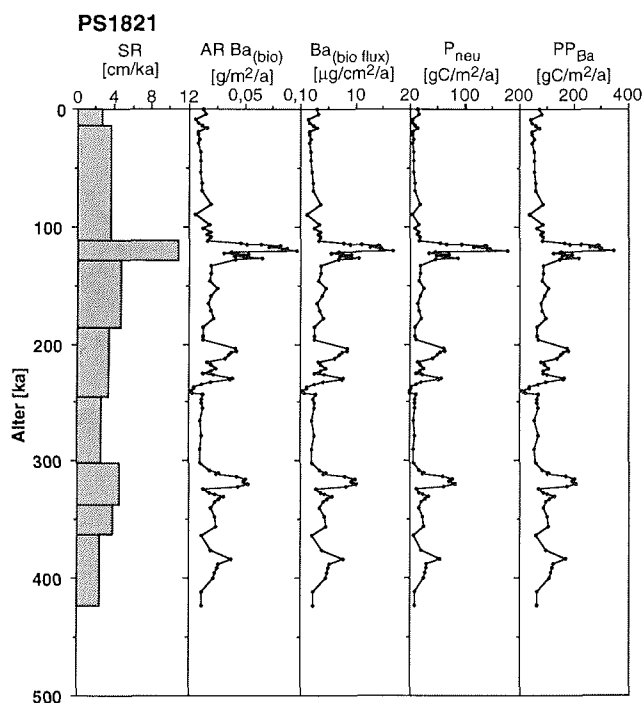 PS1821
SR AR Ba(bio) Ba(bio flux) Pneu PPBa
[cm/ka] [g/m²/a] [µg/cm²/a] [gC/m²/a] [gC/m²/a]
0 4 8 12 0,05 0,10 10 20 100 200 200 400
0
100
200
300
400
500
Alter [ka]